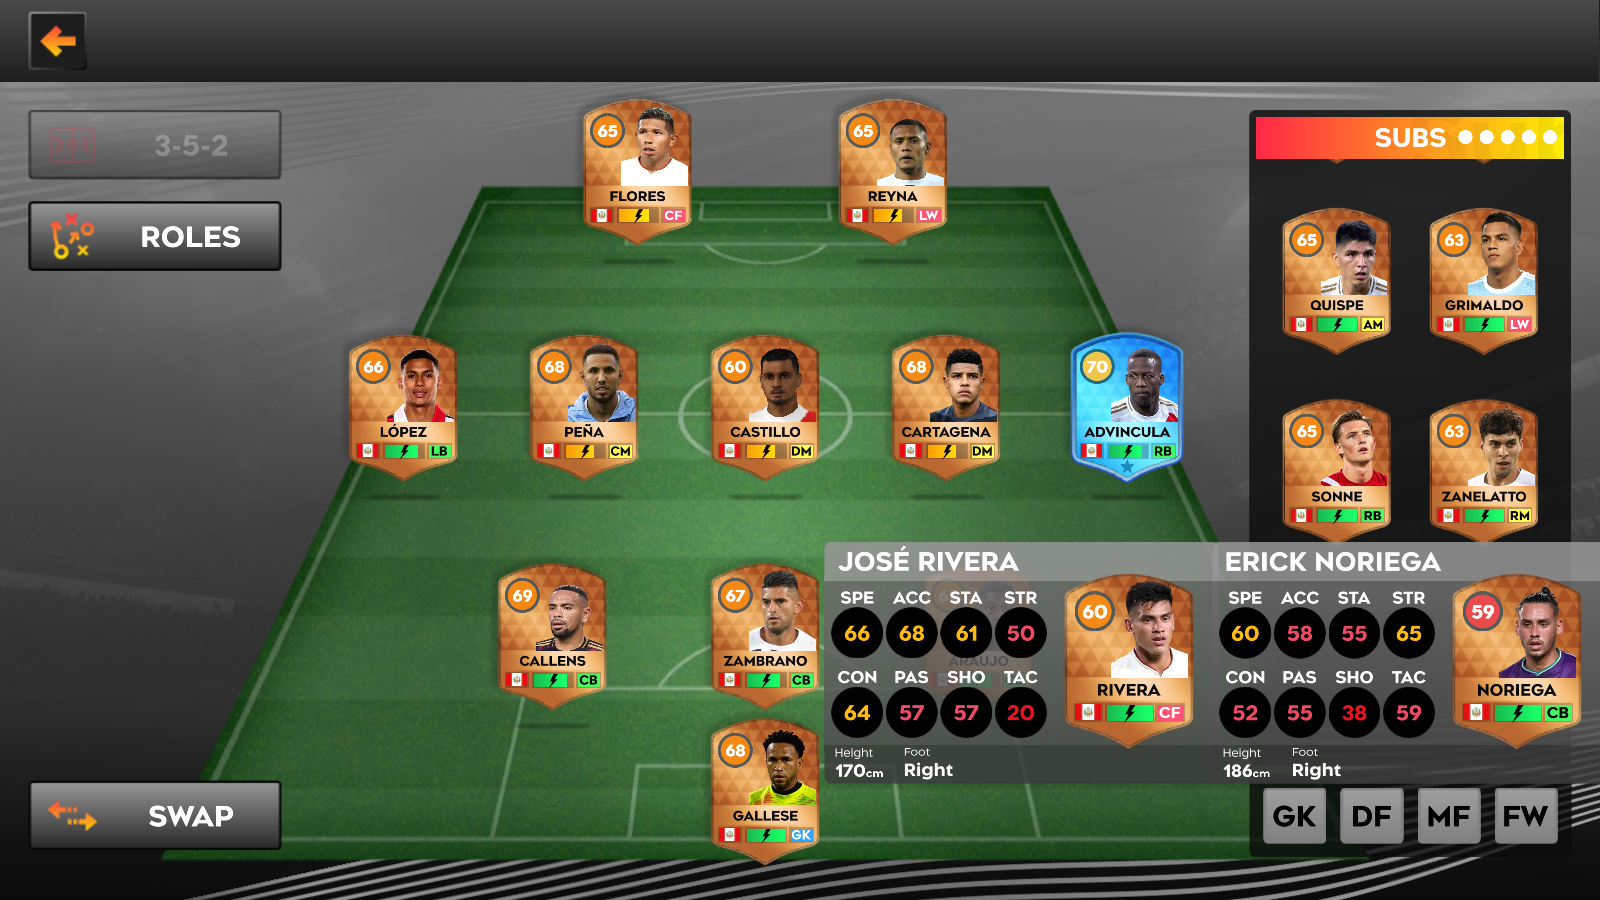 3-5-2
ROLES
SWAP
65
FLORES
CF
65
REYNA
LW
66
LÓPEZ
LB
68
PEÑA
CM
60
CASTILLO
DM
68
CARTAGENA
DM
70
ADVINCULA
RB
69
CALLENS
CB
67
ZAMBRANO
CB
ARAUJO
68
GALLESE
GK
SUBS
65
QUISPE
AM
63
GRIMALDO
LW
65
SONNE
RB
63
ZANELATTO
RM
JOSÉ RIVERA
SPE ACC STA STR
66 68 61 50
CON PAS SHO TAC
64 57 57 20
Height Foot
170cm Right
60
RIVERA
CF
ERICK NORIEGA
SPE ACC STA STR
60 58 55 65
CON PAS SHO TAC
52 55 38 59
Height Foot
186cm Right
59
NORIEGA
CB
GK DF MF FW